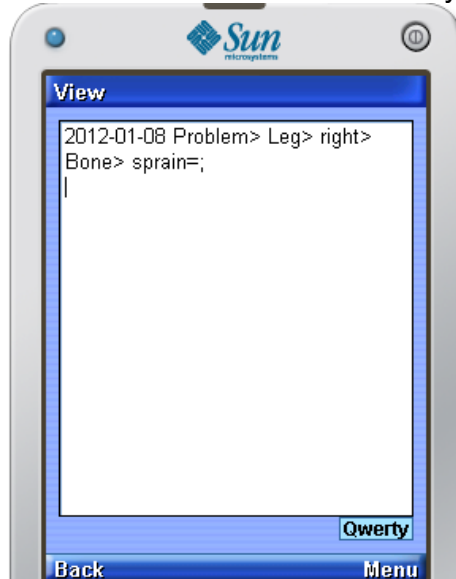 Sun
microsystems
View
2012-01-08 Problem> Leg> right>
Bone> sprain=;
Qwerty
Back
Menu